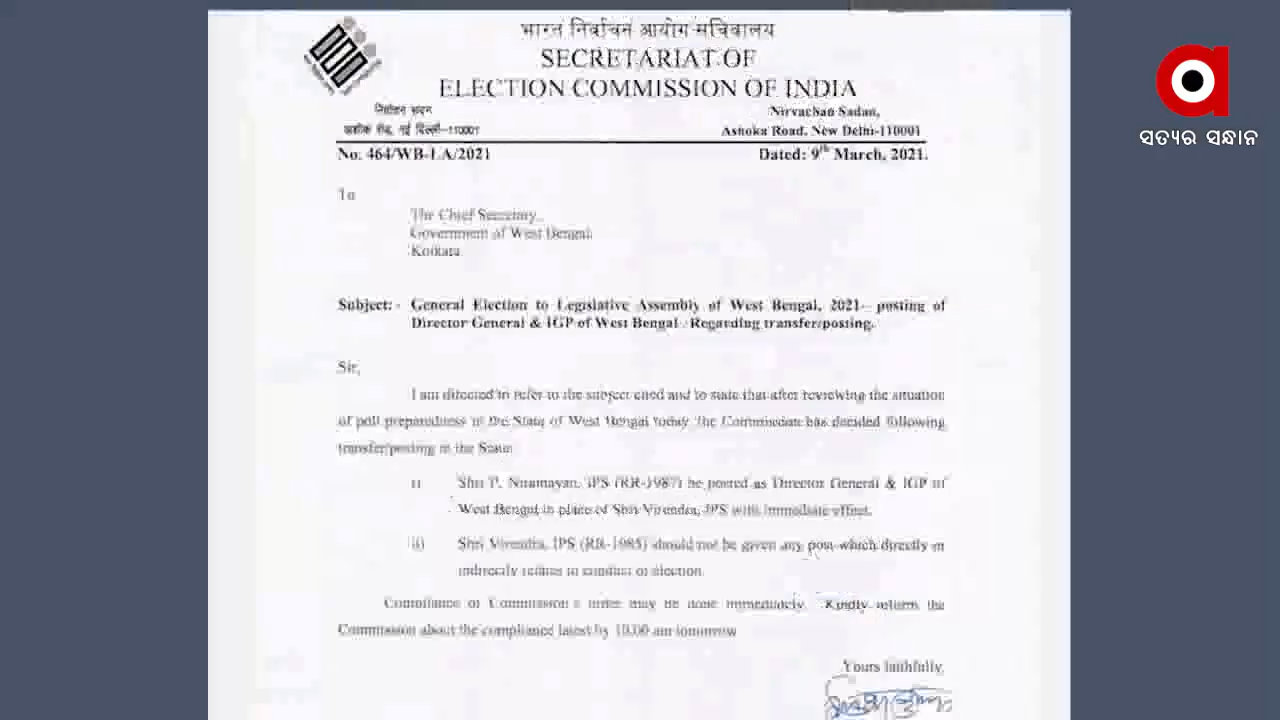 भारत निर्वाचन आयोग सचिवालय
SECRETARIAT OF
ELECTION COMMISSION OF INDIA
निर्वाचन सदन
अशोक रोड, नई दिल्ली-110001
Nirvachan Sadan,
Ashoka Road, New Delhi-110001
No. 464/WB-LA/2021
Dated: 9th March, 2021.
ସତ୍ୟର ସନ୍ଧାନ
To
The Chief Secretary,
Government of West Bengal,
Kolkata
Subject: - General Election to Legislative Assembly of West Bengal, 2021- posting of
Director General & IGP of West Bengal - Regarding transfer/posting.
Sir,
I am directed to refer to the subject cited and to state that after reviewing the situation
of poll preparedness in the State of West Bengal today, the Commission has decided following
transfer/posting in the State:
i) Shri P. IPS (RR-1987) be posted as Director General & IGP of
West Bengal in place of Shri Virendra, IPS with immediate effect.
ii) Shri Virendra, IPS (RR-1985) should not be given any post which directly or
indirectly relates to conduct of election.
Compliance of Commission's order may be done immediately. Kindly inform the
Commission about the compliance latest by 10.00 am tomorrow
Yours faithfully,